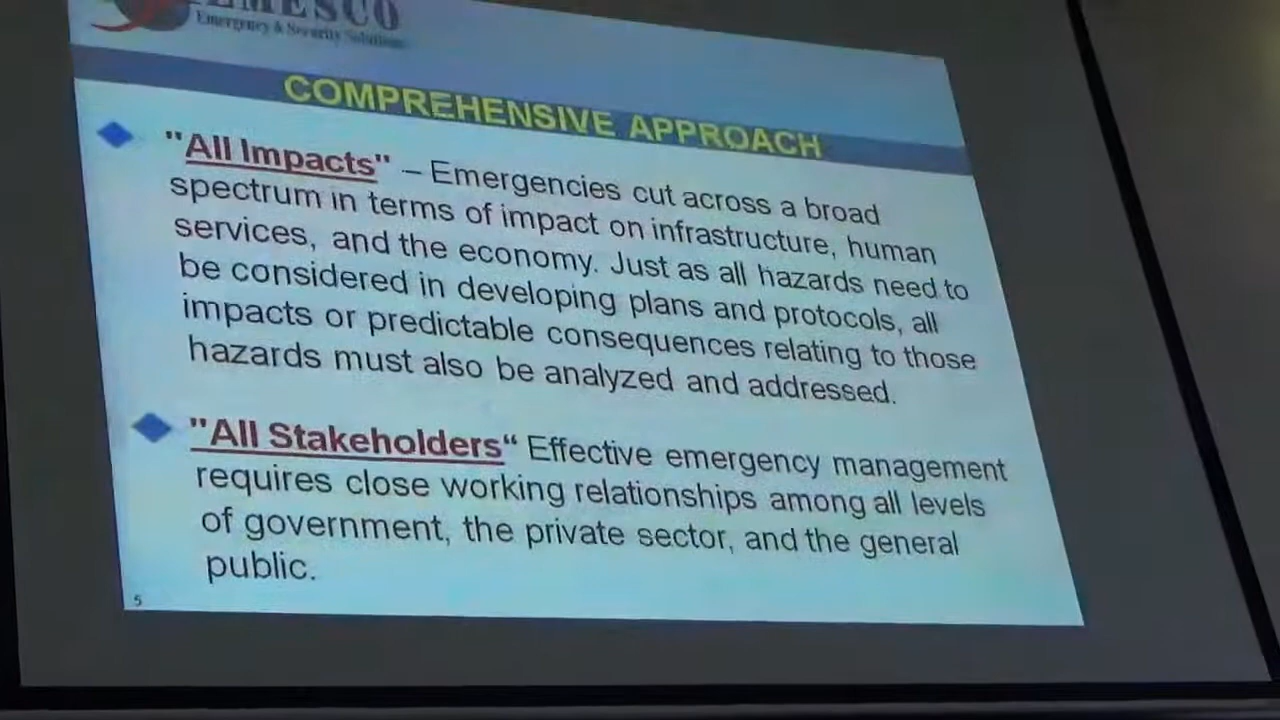 Emergency & Security Solutions
COMPREHENSIVE APPROACH
"All Impacts" – Emergencies cut across a broad
spectrum in terms of impact on infrastructure, human
services, and the economy. Just as all hazards need to
be considered in developing plans and protocols, all
impacts or predictable consequences relating to those
hazards must also be analyzed and addressed.
"All Stakeholders“ Effective emergency management
requires close working relationships among all levels
of government, the private sector, and the general
public.
5